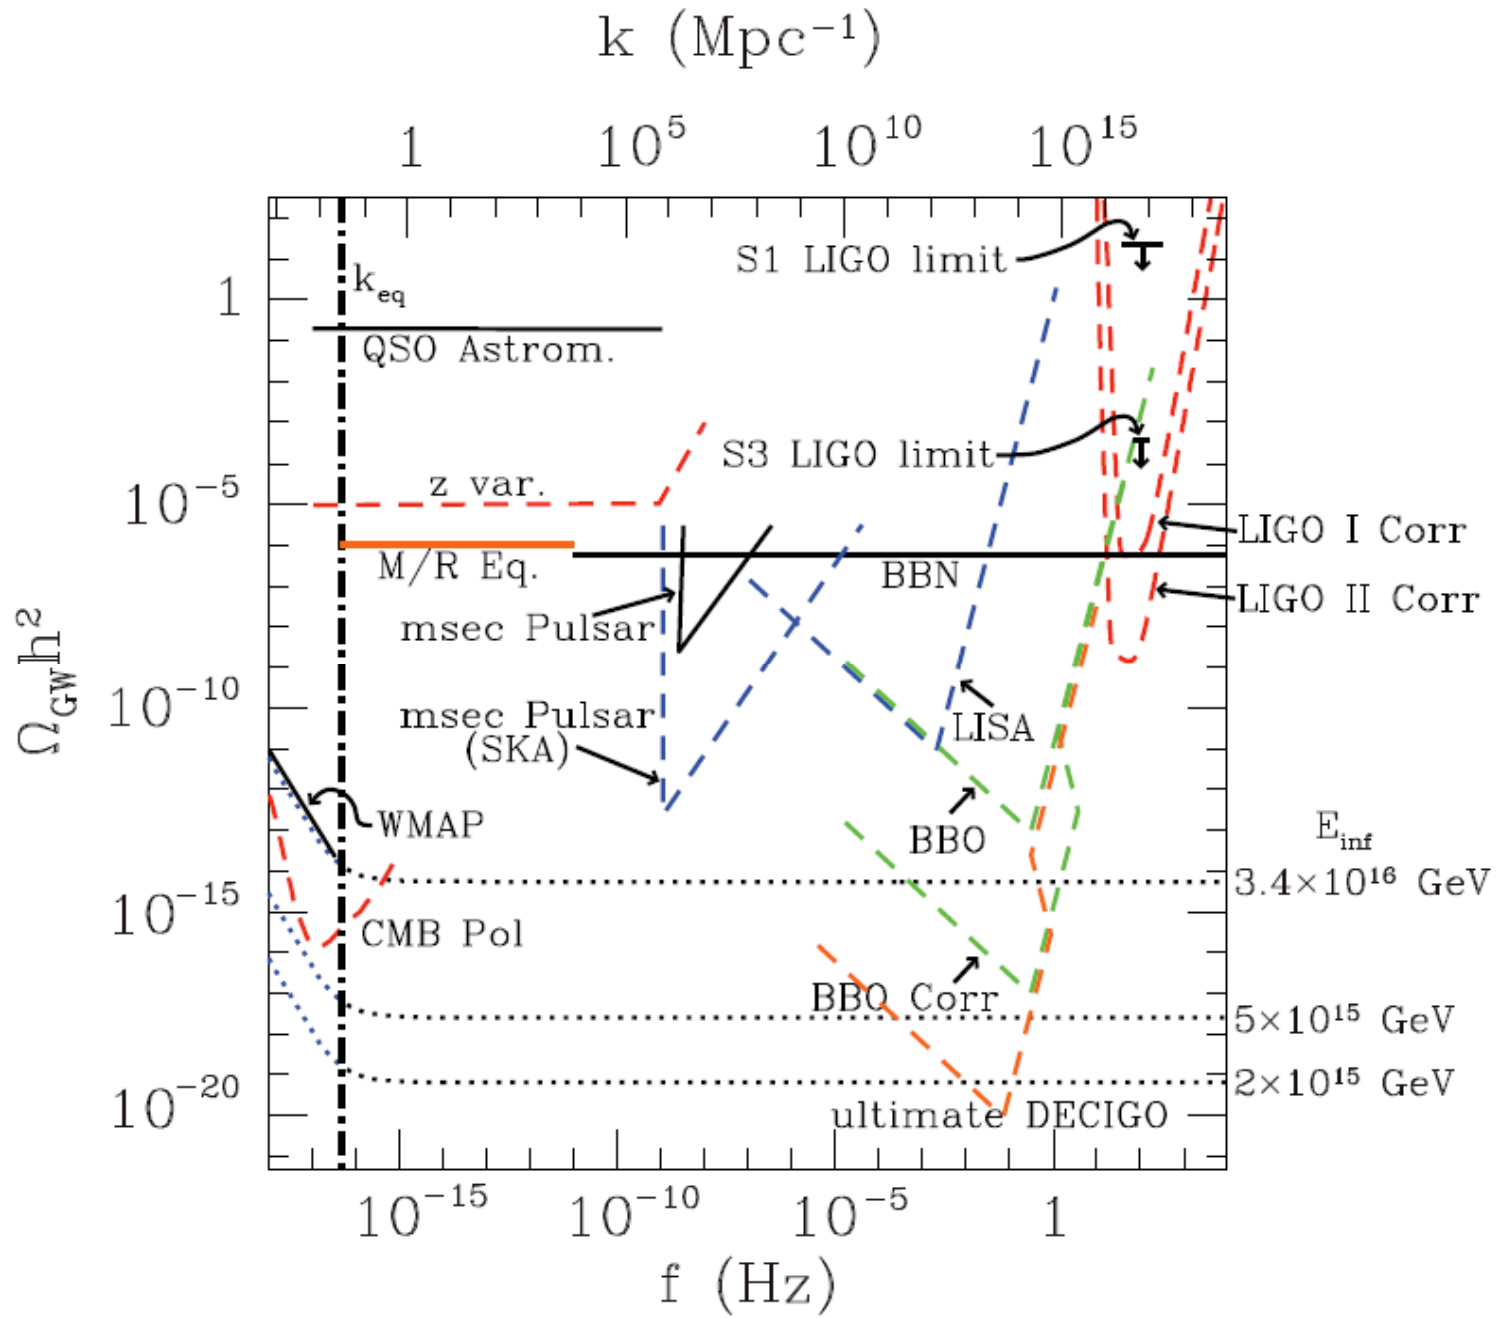 k (Mpc⁻¹)
1 10⁵ 10¹⁰ 10¹⁵
S1 LIGO limit
k_eq
1
QSO Astrom.
S3 LIGO limit
z var.
10⁻⁵
LIGO I Corr
M/R Eq.
BBN
LIGO II Corr
msec Pulsar
Ω_GW h²
10⁻¹⁰
msec Pulsar
(SKA)
LISA
WMAP
BBO
E_inf
3.4×10¹⁶ GeV
10⁻¹⁵
CMB Pol
BBO Corr
5×10¹⁵ GeV
2×10¹⁵ GeV
10⁻²⁰
ultimate DECIGO
10⁻¹⁵ 10⁻¹⁰ 10⁻⁵ 1
f (Hz)